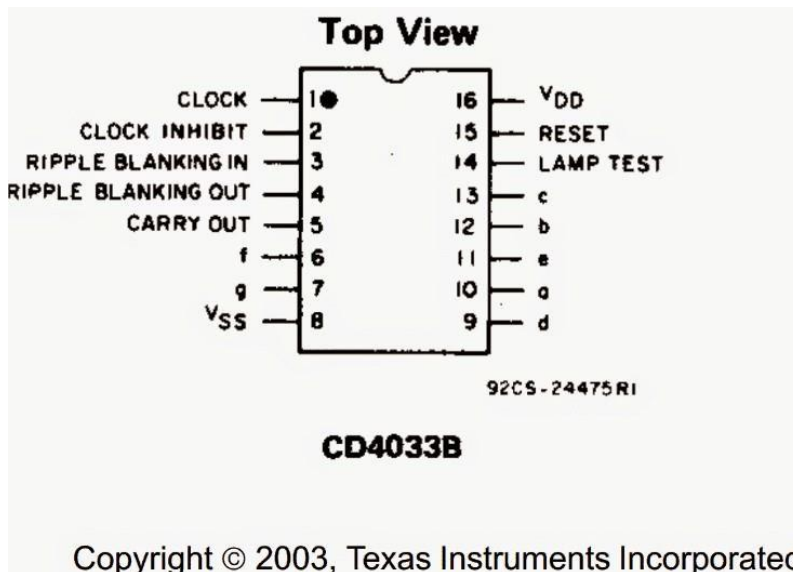 Top View
CLOCK 1 16 VDD
CLOCK INHIBIT 2 15 RESET
RIPPLE BLANKING IN 3 14 LAMP TEST
RIPPLE BLANKING OUT 4 13 c
CARRY OUT 5 12 b
f 6 11 e
g 7 10 a
VSS 8 9 d
92CS-24475RI
CD4033B
Copyright © 2003, Texas Instruments Incorporated